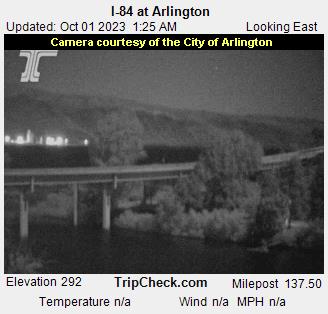 I-84 at Arlington
Updated: Oct 01 2023 1:25 AM Looking East
Camera courtesy of the City of Arlington
Elevation 292 TripCheck.com Milepost 137.50
Temperature n/a Wind n/a MPH n/a